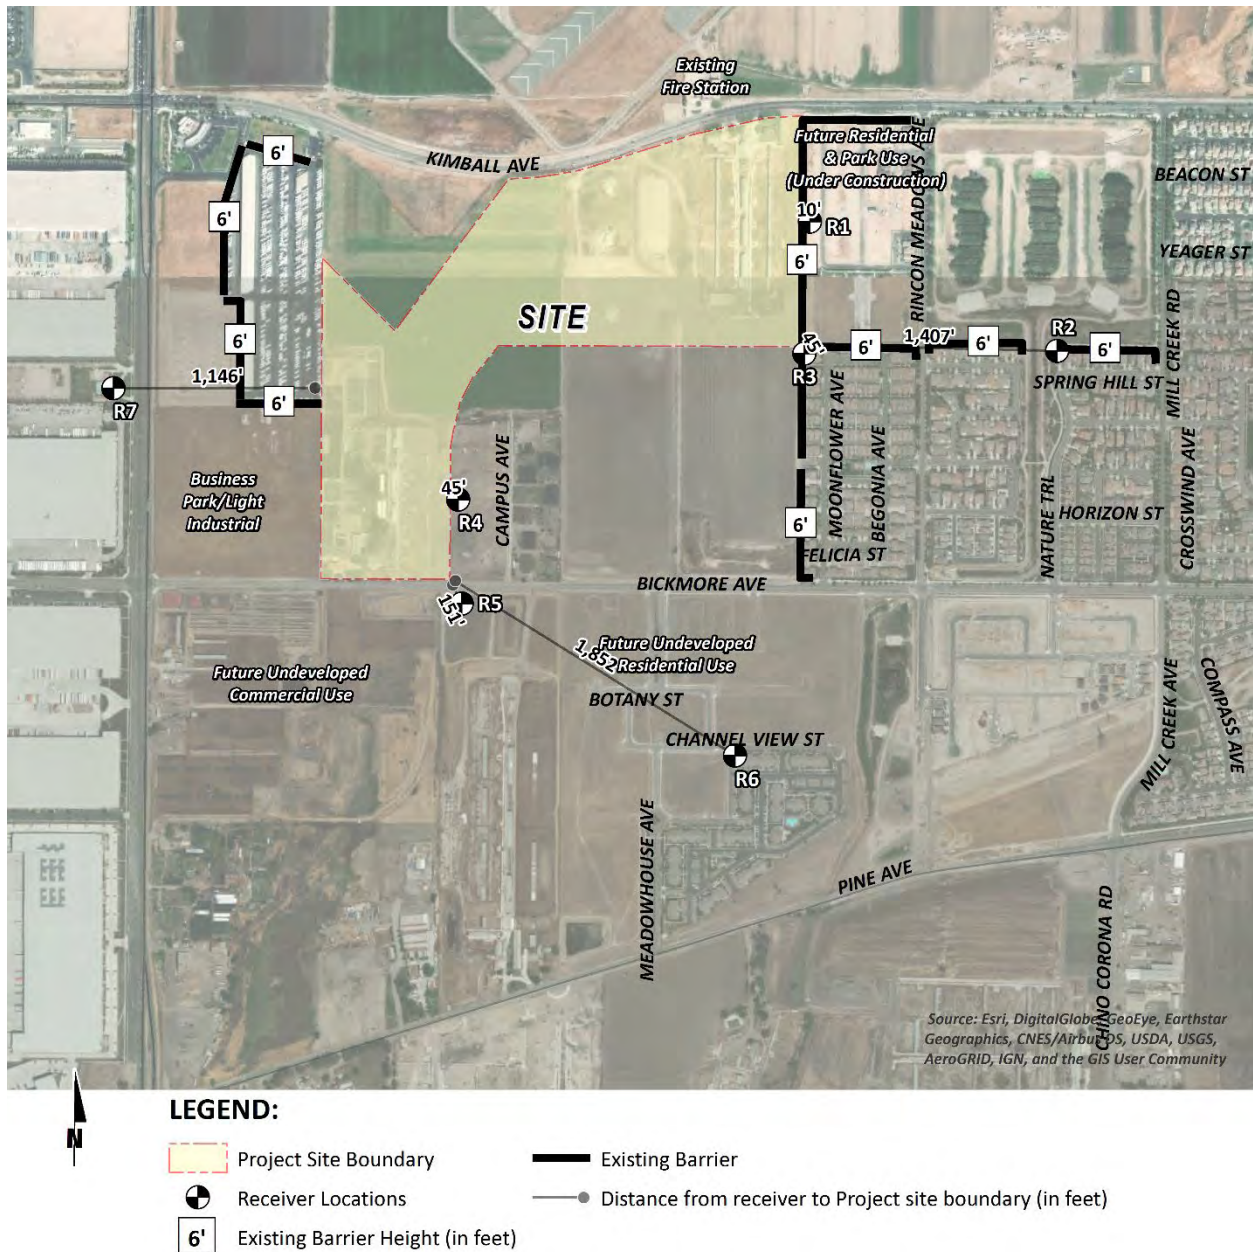 Existing
Fire Station
KIMBALL AVE
6'
6'
Future Residential
& Park Use
(Under Construction)
10'
R1
6'
RINCON MEADOWS AVE
BEACON ST
YEAGER ST
MILL CREEK RD
SITE
6'
1,146'
R7
6'
45'
R3
6'
1,407'
6'
R2
6'
SPRING HILL ST
Business
Park/Light
Industrial
45'
R4
CAMPUS AVE
MOONFLOWER AVE
BEGONIA AVE
6'
FELICIA ST
NATURE TRL
HORIZON ST
CROSSWIND AVE
BICKMORE AVE
151'
R5
1,852'
Future Undeveloped
Residential Use
Future Undeveloped
Commercial Use
BOTANY ST
CHANNEL VIEW ST
R6
MEADOWHOUSE AVE
MILL CREEK AVE
COMPASS AVE
PINE AVE
CHINO CORONA RD
Source: Esri, DigitalGlobe, GeoEye, Earthstar
Geographics, CNES/Airbus DS, USDA, USGS,
AeroGRID, IGN, and the GIS User Community
N
LEGEND:
Project Site Boundary
Existing Barrier
Receiver Locations
Distance from receiver to Project site boundary (in feet)
6'
Existing Barrier Height (in feet)